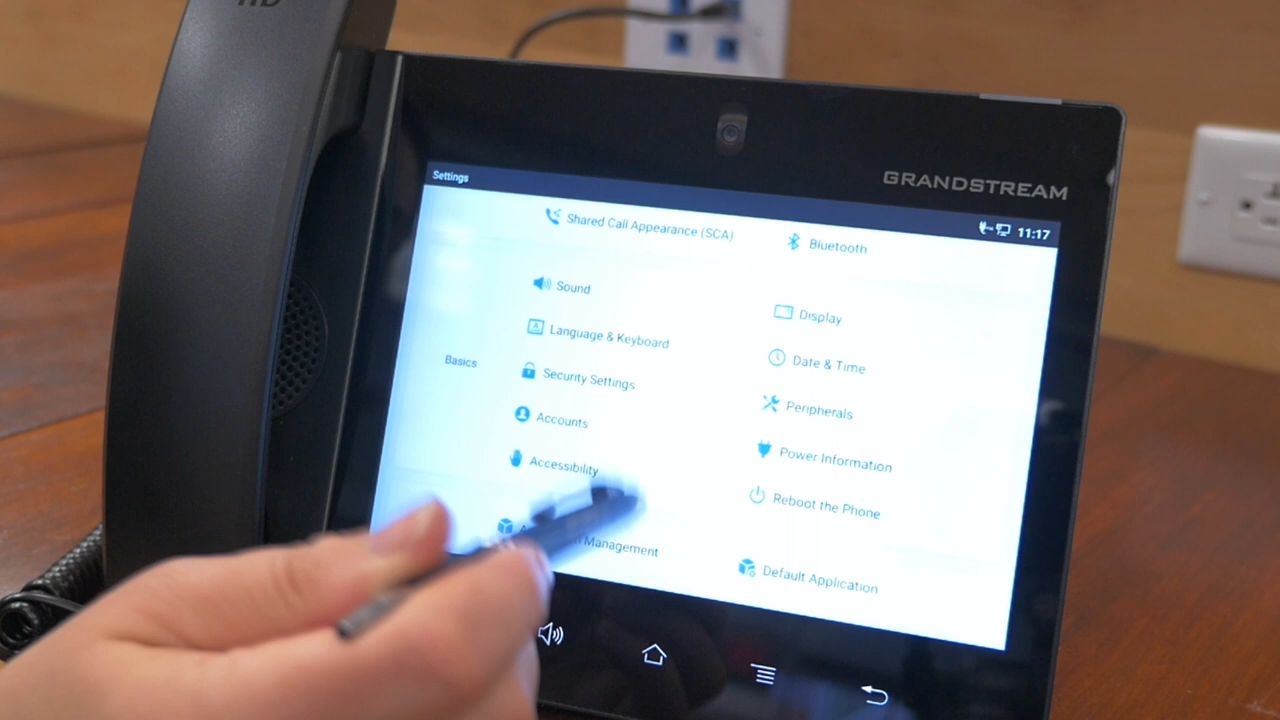 HD
GRANDSTREAM
Settings
11:17
Shared Call Appearance (SCA)
Bluetooth
Sound
Display
Language & Keyboard
Date & Time
Basics
Security Settings
Peripherals
Accounts
Power Information
Accessibility
Reboot the Phone
Management
Default Application